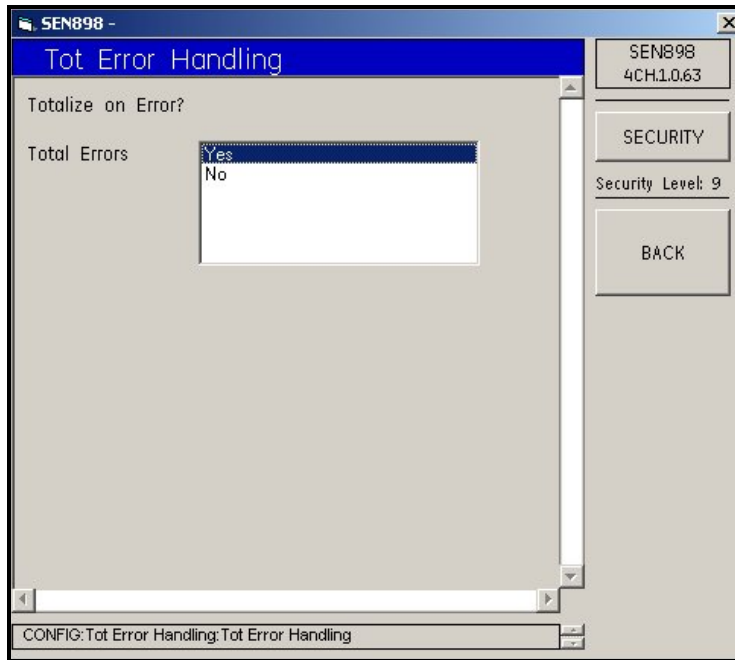 SEN898 -
Tot Error Handling
SEN898
4CH.1.0.63
Totalize on Error?
SECURITY
Total Errors
Yes
No
Security Level: 9
BACK
CONFIG:Tot Error Handling:Tot Error Handling